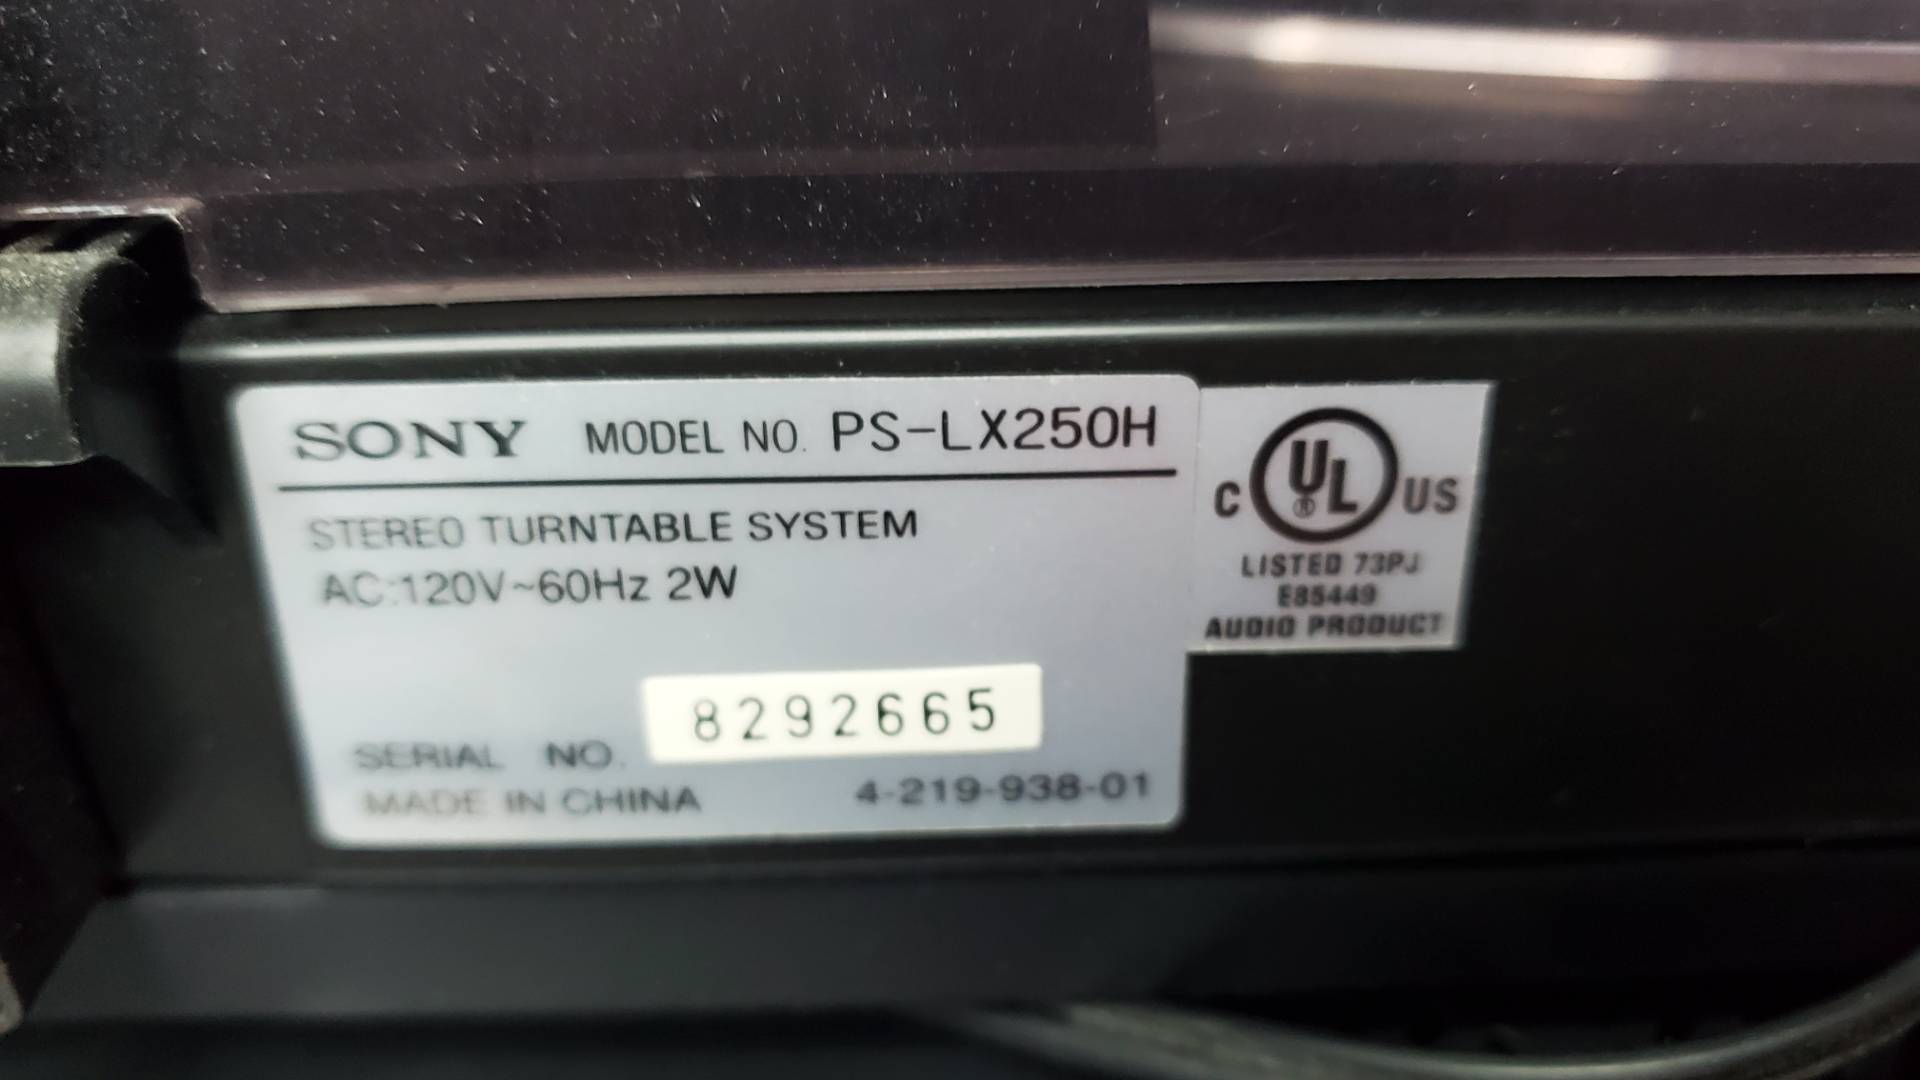 SONY MODEL NO. PS-LX250H
STEREO TURNTABLE SYSTEM
AC:120V~60Hz 2W
8292665
SERIAL NO.
MADE IN CHINA 4-219-938-01
C UL® US
LISTED 73PJ
E85449
AUDIO PRODUCT